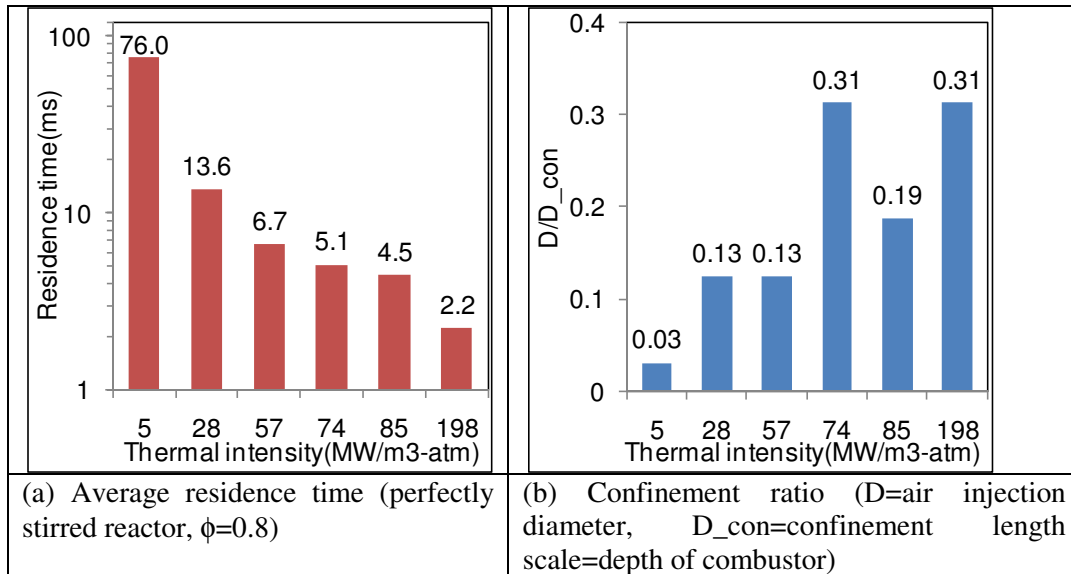 100
10
1
Residence time(ms)
76.0
13.6
6.7
5.1
4.5
2.2
5 28 57 74 85 198
Thermal intensity(MW/m3-atm)
0.4
0.3
0.2
0.1
0
D/D_con
0.03
0.13
0.13
0.31
0.19
0.31
5 28 57 74 85 198
Thermal intensity(MW/m3-atm)
(a) Average residence time (perfectly
stirred reactor, ϕ=0.8)
(b) Confinement ratio (D=air injection
diameter, D_con=confinement length
scale=depth of combustor)